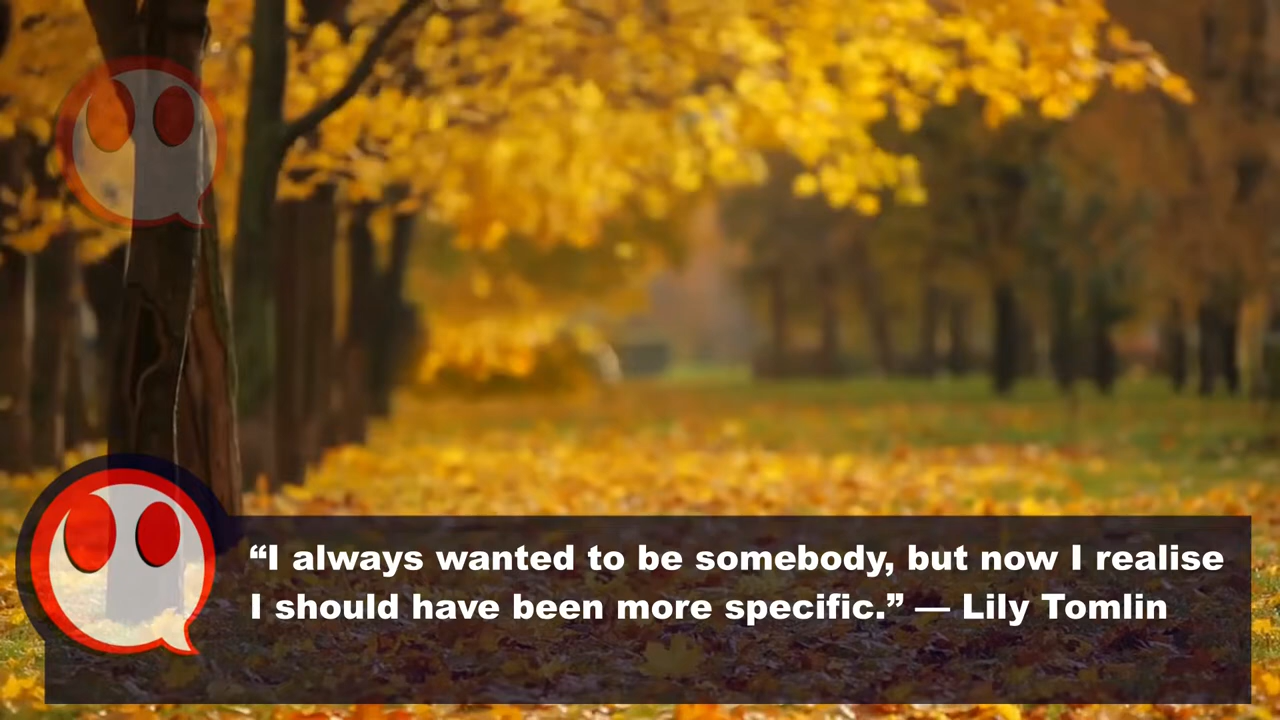 “I always wanted to be somebody, but now I realise
I should have been more specific.” — Lily Tomlin